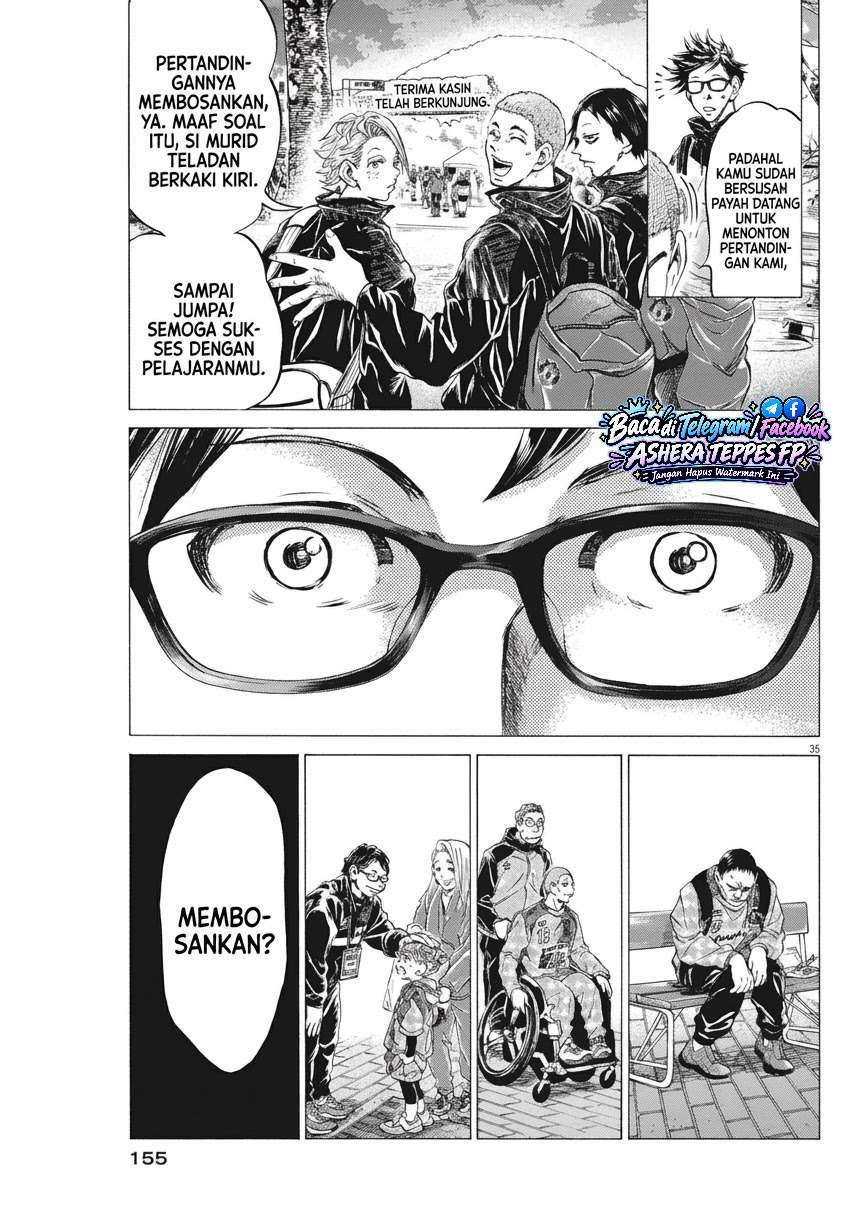 PADAHAL
KAMU SUDAH
BERSUSAH
PAYAH DATANG
UNTUK
MENONTON
PERTANDIN-
GAN KAMI,
TERIMA KASIN
TELAH BERKUNJUNG.
PERTANDIN-
GANNYA
MEMBOSANKAN,
YA. MAAF SOAL
ITU, SI MURID
TELADAN
BERKAKI KIRI.
SAMPAI
JUMPA!
SEMOGA SUK-
SES DENGAN
PELAJARANMU.
Baca di Telegram/Facebook
ASHERA TEPPES FP
Jangan Hapus Watermark Ini
35
MEMBO-
SANKAN?
155